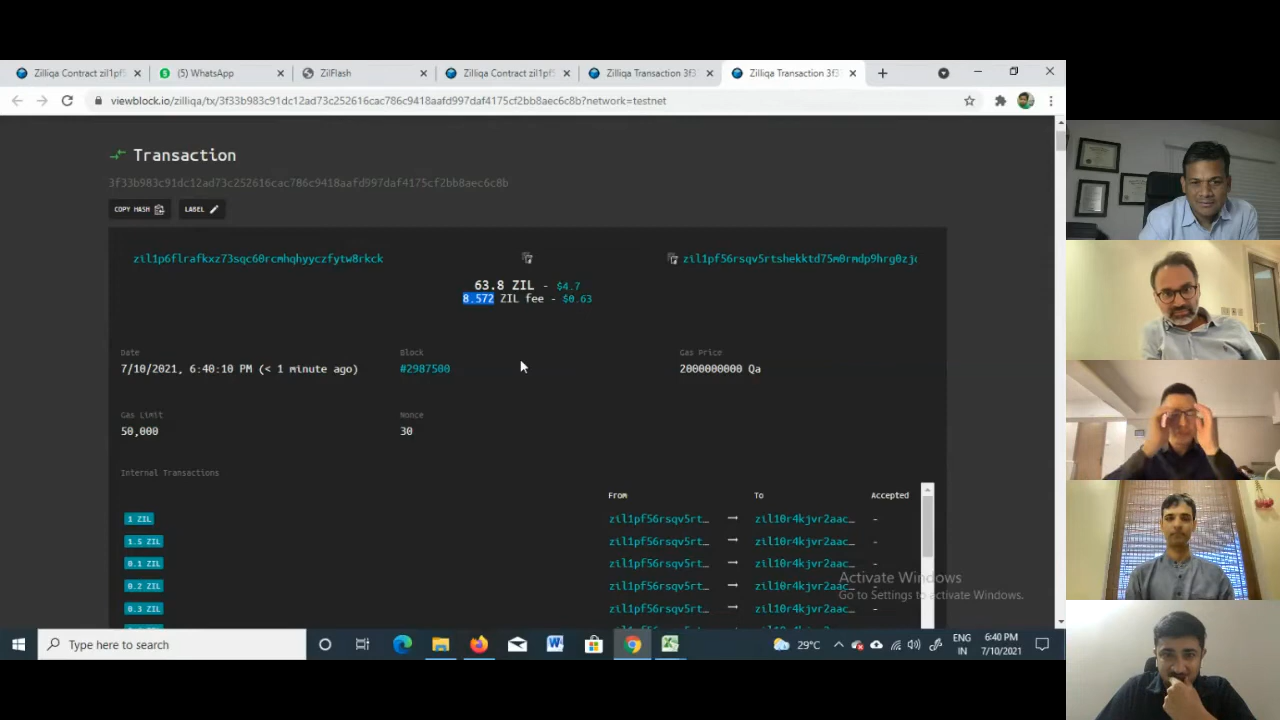 Zilliqa Contract zil1pf5
(5) WhatsApp
ZilFlash
Zilliqa Contract zil1pf5
Zilliqa Transaction 3f3
Zilliqa Transaction 3f3
viewblock.io/zilliqa/tx/3f33b983c91dc12ad73c252616cac786c9418aafd997daf4175cf2bb8aec6c8b?network=testnet
Transaction
3f33b983c91dc12ad73c252616cac786c9418aafd997daf4175cf2bb8aec6c8b
COPY HASH
LABEL
zil1p6flrafkxz73sqc60rcmhqhyyczfytw8rkck
zil1pf56rsqv5rtshekktd75m0rmdp9hrg0zjc
63.8 ZIL - $4.7
8.572 ZIL fee - $0.63
Date
Block
Gas Price
7/10/2021, 6:40:10 PM (< 1 minute ago)
#2987500
2000000000 Qa
Gas Limit
Nonce
50,000
30
Internal Transactions
From To Accepted
1 ZIL zil1pf56rsqv5rt… → zil10r4kjvr2aac… -
1.5 ZIL zil1pf56rsqv5rt… → zil10r4kjvr2aac… -
0.1 ZIL zil1pf56rsqv5rt… → zil10r4kjvr2aac… -
0.2 ZIL zil1pf56rsqv5rt… → zil10r4kjvr2aac… -
0.3 ZIL zil1pf56rsqv5rt… → zil10r4kjvr2aac… -
Activate Windows
Go to Settings to activate Windows.
Type here to search
29°C
ENG
IN
6:40 PM
7/10/2021